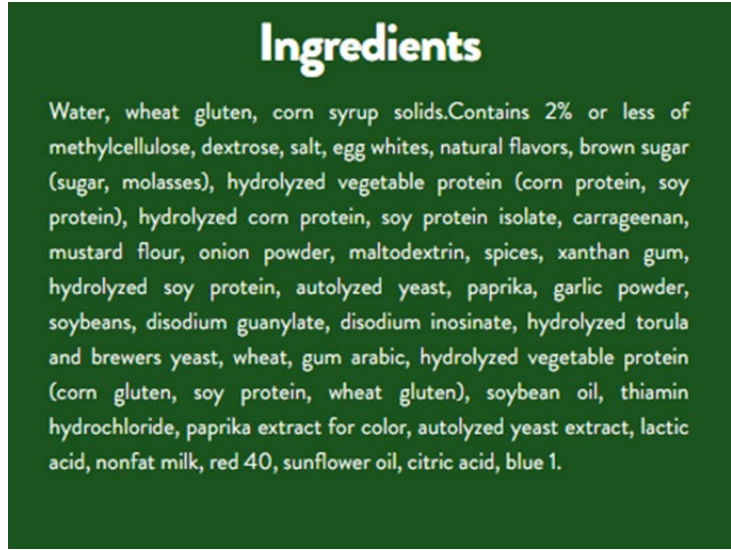 Ingredients
Water, wheat gluten, corn syrup solids.Contains 2% or less of
methylcellulose, dextrose, salt, egg whites, natural flavors, brown sugar
(sugar, molasses), hydrolyzed vegetable protein (corn protein, soy
protein), hydrolyzed corn protein, soy protein isolate, carrageenan,
mustard flour, onion powder, maltodextrin, spices, xanthan gum,
hydrolyzed soy protein, autolyzed yeast, paprika, garlic powder,
soybeans, disodium guanylate, disodium inosinate, hydrolyzed torula
and brewers yeast, wheat, gum arabic, hydrolyzed vegetable protein
(corn gluten, soy protein, wheat gluten), soybean oil, thiamin
hydrochloride, paprika extract for color, autolyzed yeast extract, lactic
acid, nonfat milk, red 40, sunflower oil, citric acid, blue 1.